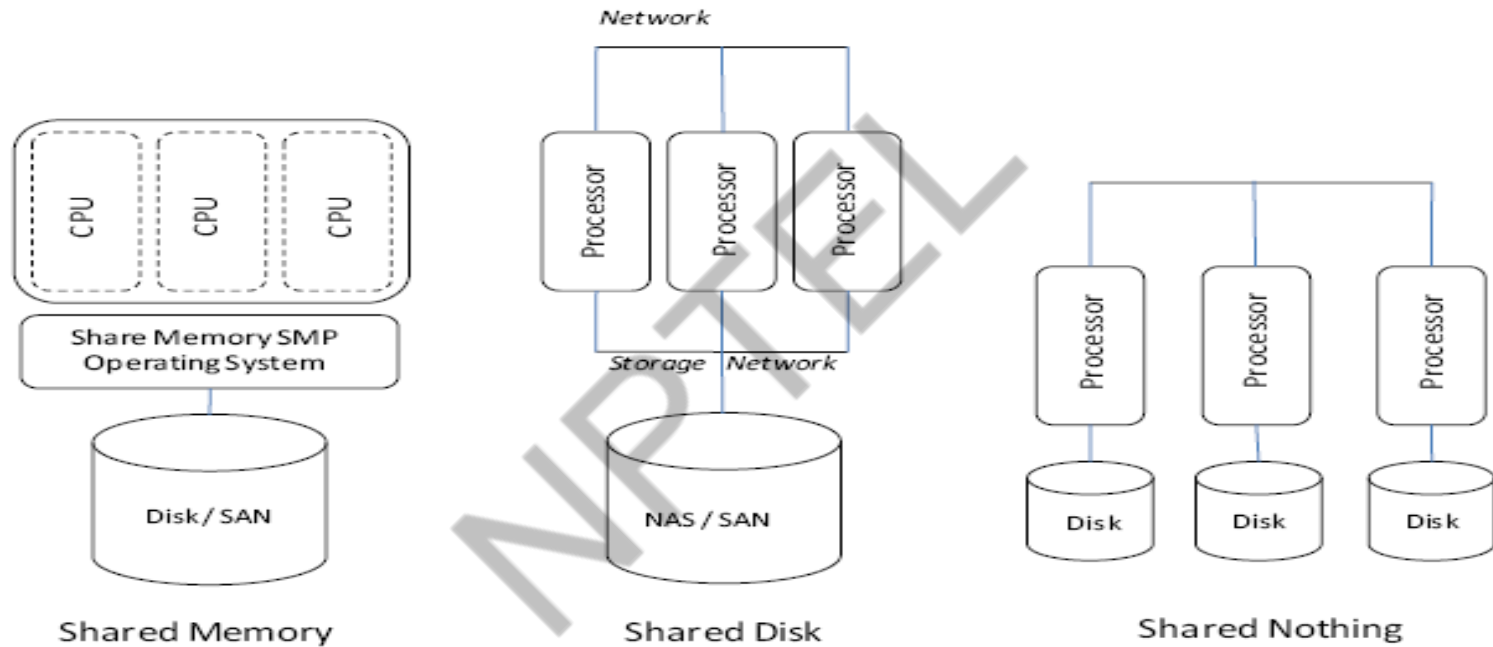 Network
CPU
CPU
CPU
Share Memory SMP
Operating System
Disk / SAN
Shared Memory
Processor
Processor
Processor
Storage Network
NAS / SAN
Shared Disk
Processor
Processor
Processor
Disk
Disk
Disk
Shared Nothing
NPTEL